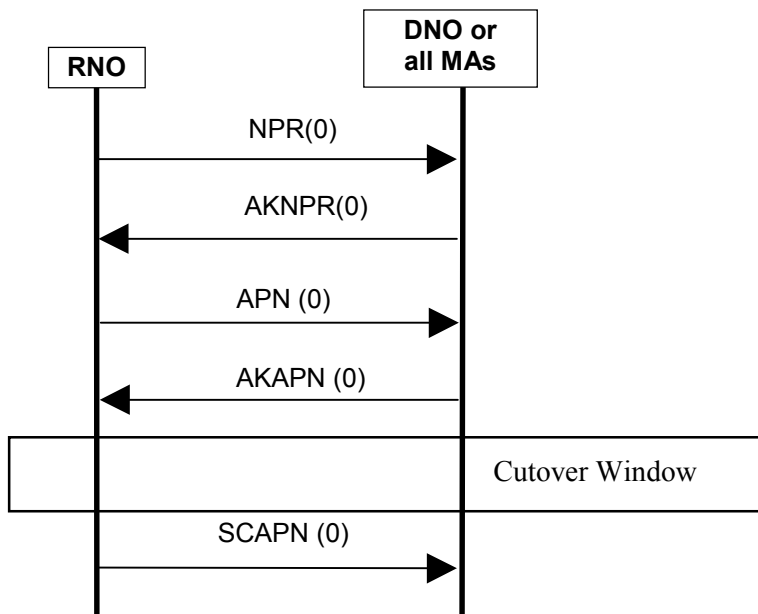 RNO
DNO or
all MAs
NPR(0)
AKNPR(0)
APN (0)
AKAPN (0)
Cutover Window
SCAPN (0)